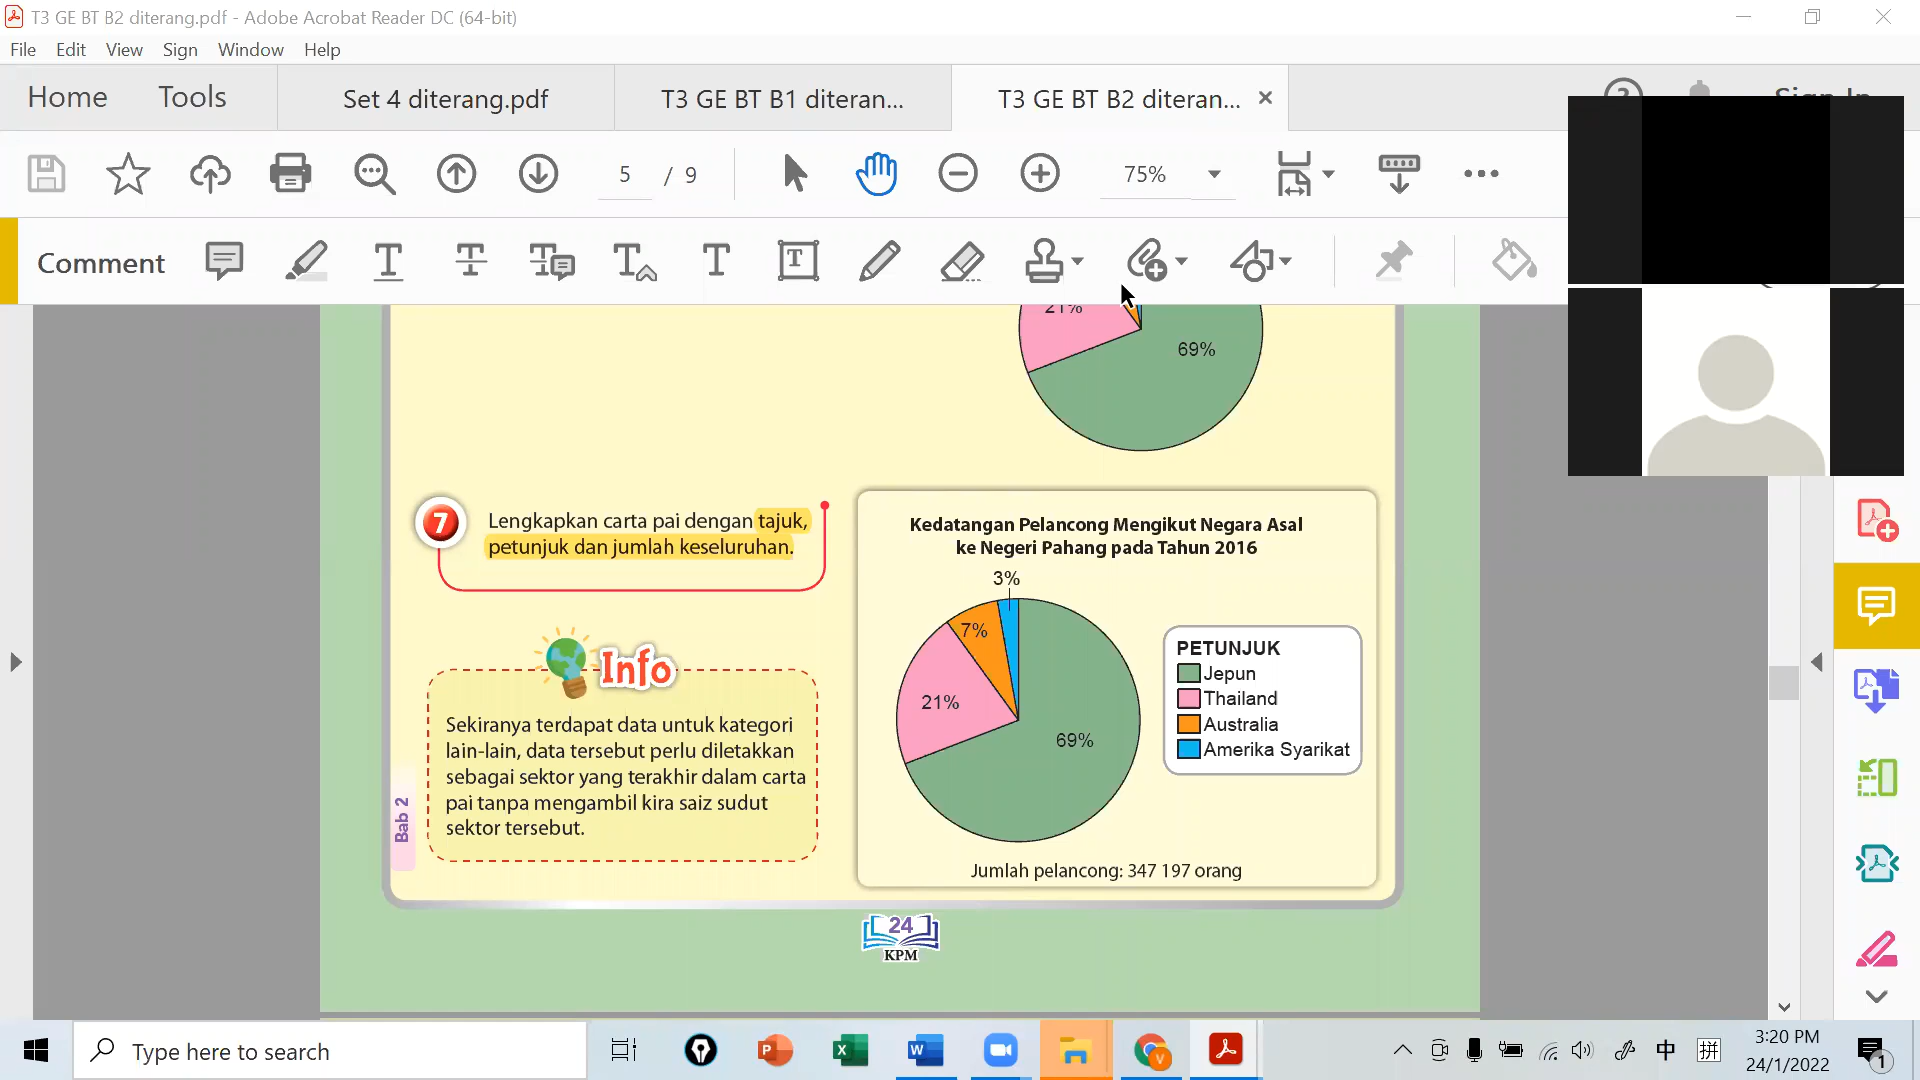 T3 GE BT B2 diterang.pdf - Adobe Acrobat Reader DC (64-bit)
File Edit View Sign Window Help
Home Tools Set 4 diterang.pdf T3 GE BT B1 diteran... T3 GE BT B2 diteran...
5 / 9 75%
Comment
21%
69%
7
Lengkapkan carta pai dengan tajuk,
petunjuk dan jumlah keseluruhan.
Info
Sekiranya terdapat data untuk kategori
lain-lain, data tersebut perlu diletakkan
sebagai sektor yang terakhir dalam carta
pai tanpa mengambil kira saiz sudut
sektor tersebut.
Bab 2
Kedatangan Pelancong Mengikut Negara Asal
ke Negeri Pahang pada Tahun 2016
3%
7%
21%
69%
PETUNJUK
Jepun
Thailand
Australia
Amerika Syarikat
Jumlah pelancong: 347 197 orang
24
KPM
Type here to search
中 拼
3:20 PM
24/1/2022
1